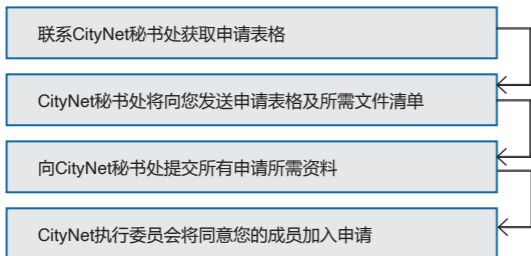 联系CityNet秘书处获取申请表格
CityNet秘书处将向您发送申请表格及所需文件清单
向CityNet秘书处提交所有申请所需资料
CityNet执行委员会将同意您的成员加入申请